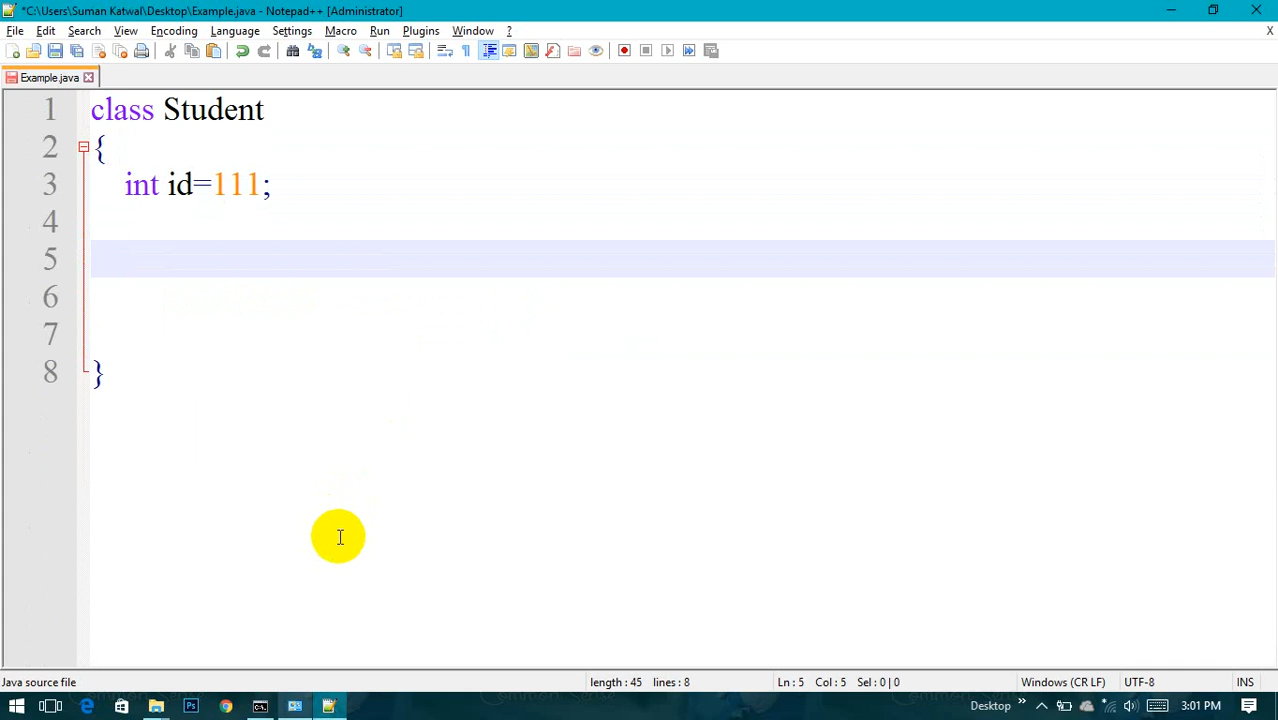 *C:\Users\Suman Katwal\Desktop\Example.java - Notepad++ [Administrator]
File Edit Search View Encoding Language Settings Macro Run Plugins Window ? X
Example.java
1 class Student
2 {
3 int id=111;
4
5
6
7
8 }
Java source file length : 45 lines : 8 Ln : 5 Col : 5 Sel : 0 | 0 Windows (CR LF) UTF-8 INS
Desktop 3:01 PM